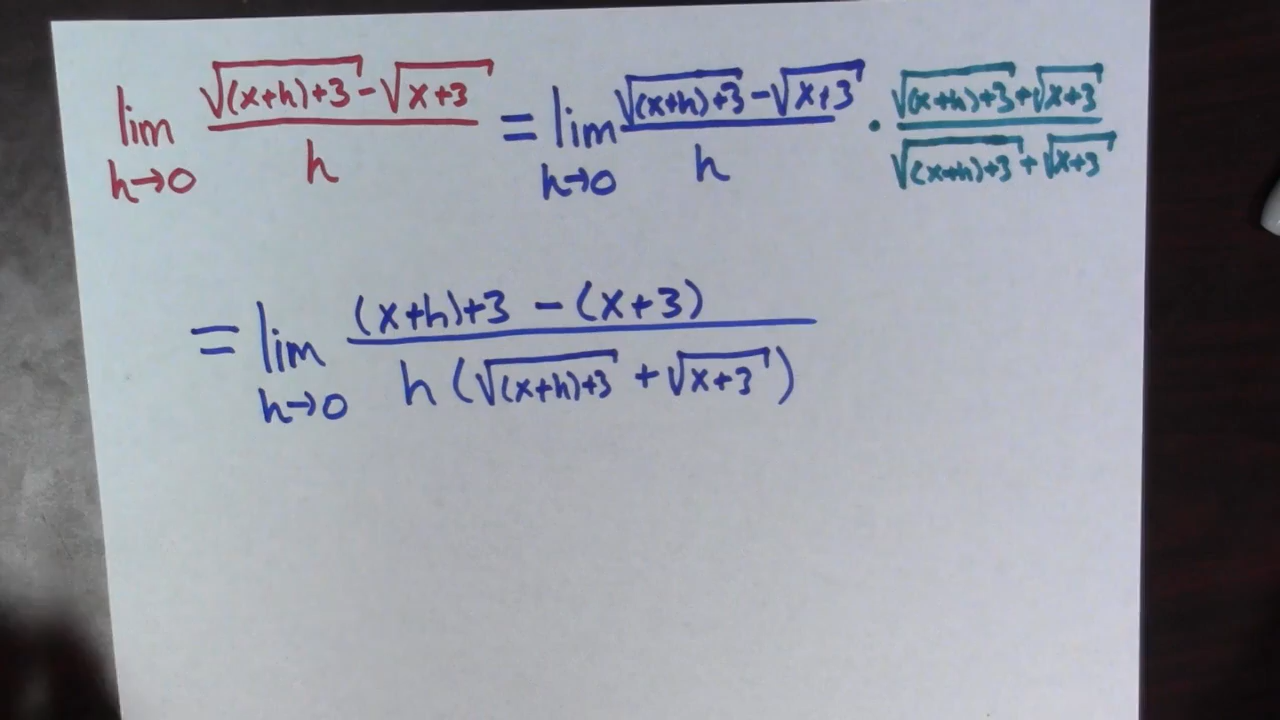 lim h→0 (√((x+h)+3) - √(x+3))/h = lim h→0 (√((x+h)+3) - √(x+3))/h · (√((x+h)+3) + √(x+3))/(√((x+h)+3) + √(x+3))
= lim h→0 ((x+h)+3 - (x+3))/(h(√((x+h)+3) + √(x+3)))